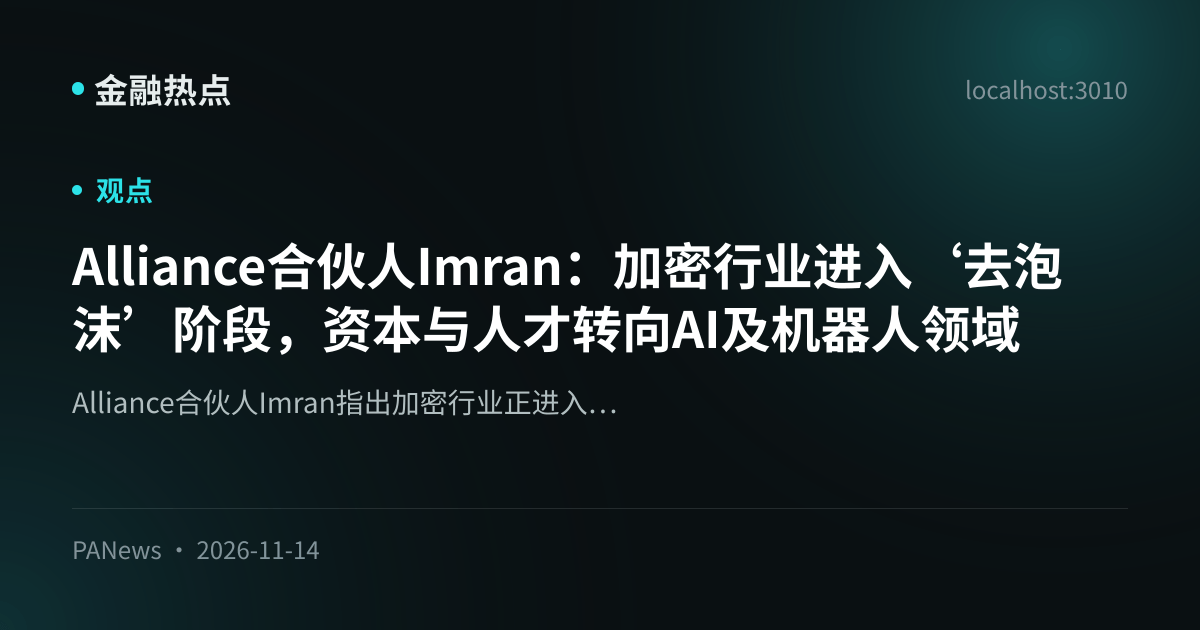 金融热点
localhost:3010
观点
Alliance合伙人Imran：加密行业进入‘去泡
沫’阶段，资本与人才转向AI及机器人领域
Alliance合伙人Imran指出加密行业正进入…
PANews • 2026-11-14